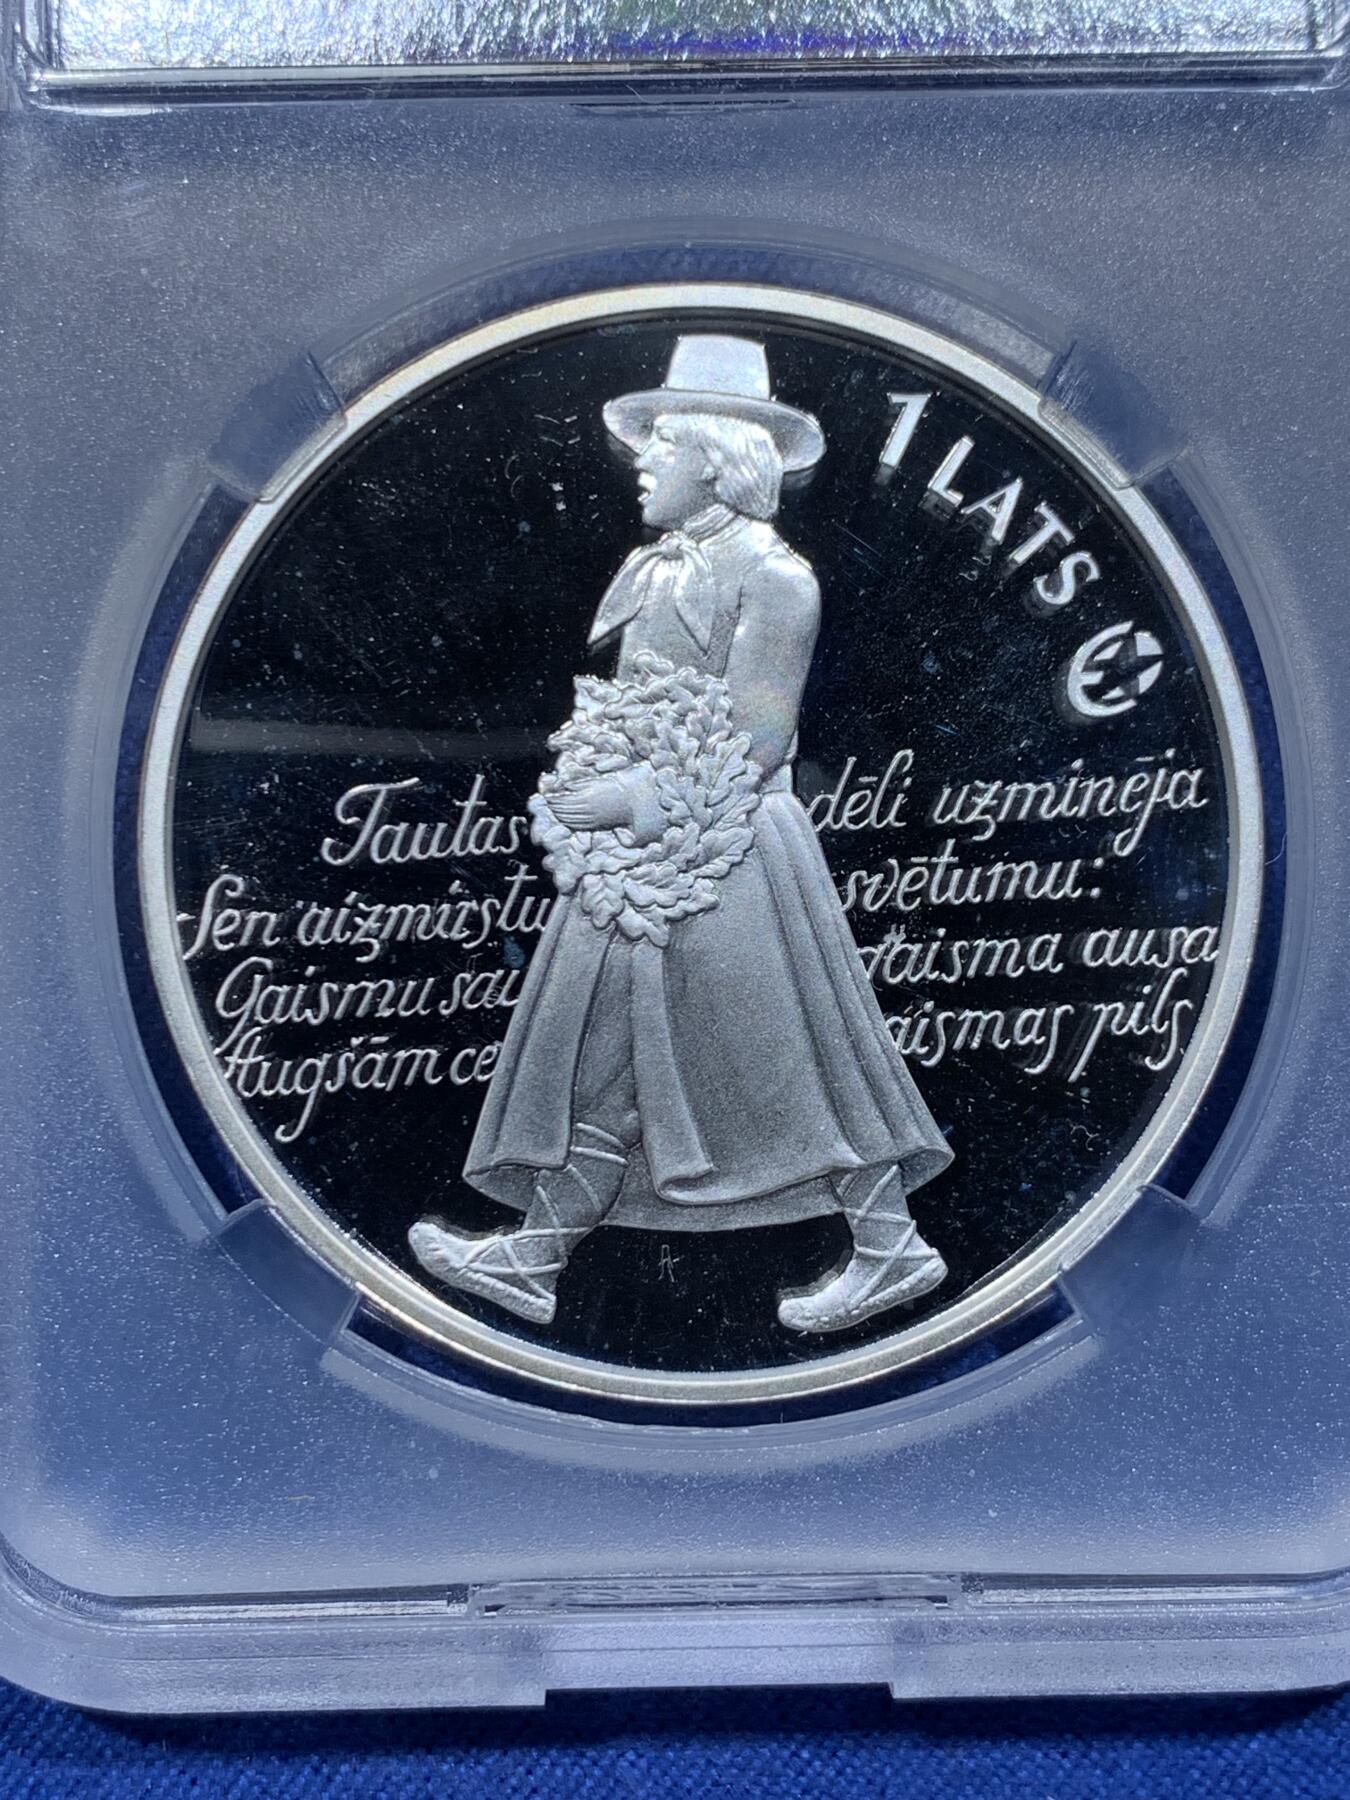 1 LATS
Tautas dēli uzminēja
Sen aizmirstu svētumu:
Gaismu sau gaisma ausa
Augšām ce aismas pils